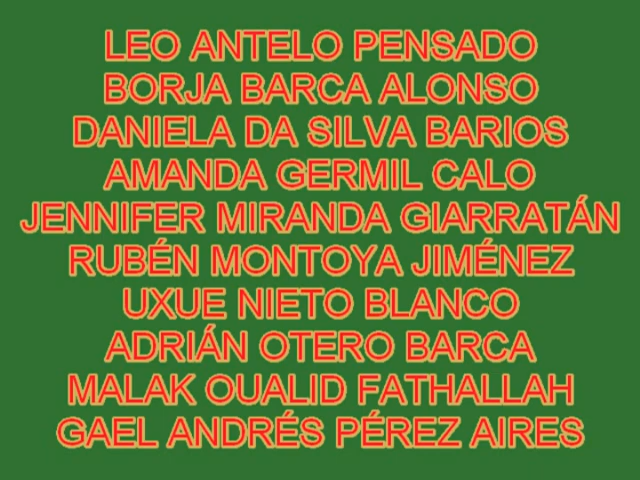 LEO ANTELO PENSADO
BORJA BARCA ALONSO
DANIELA DA SILVA BARIOS
AMANDA GERMIL CALO
JENNIFER MIRANDA GIARRATÁN
RUBÉN MONTOYA JIMÉNEZ
UXUE NIETO BLANCO
ADRIÁN OTERO BARCA
MALAK OUALID FATHALLAH
GAEL ANDRÉS PÉREZ AIRES